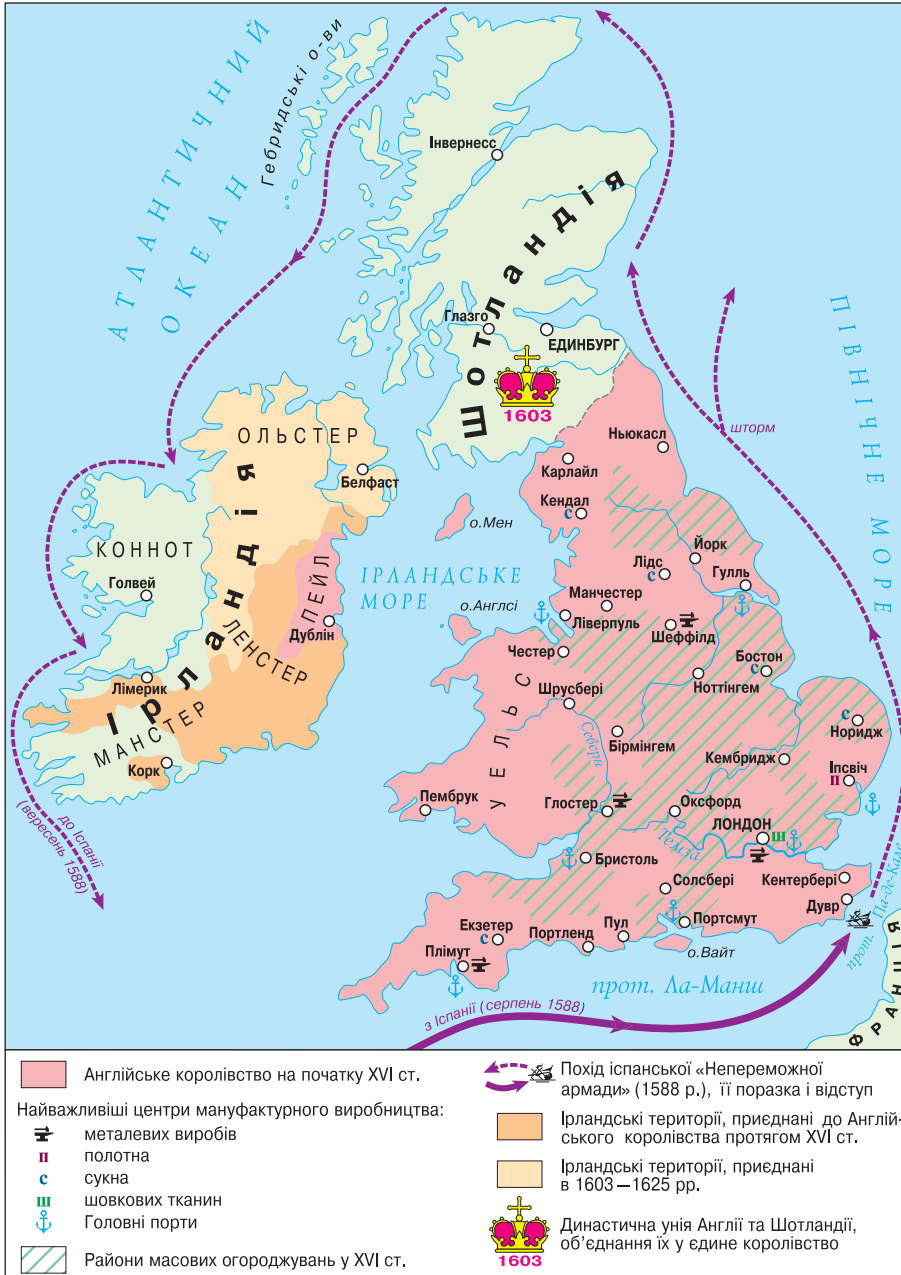 АТЛАНТИЧНИЙ
ОКЕАН
Гебридські о-ви
Інвернесс
Шотландія
Глазго
ЕДИНБУРГ
1603
ПІВНІЧНЕ МОРЕ
шторм
Ньюкасл
Карлайл
Кендал
с
о.Мен
ОЛЬСТЕР
Белфаст
Ірландія
КОННОТ
Голвей
ПЕЙЛ
Дублін
ЛЕНСТЕР
Лімерик
МАНСТЕР
Корк
ІРЛАНДСЬКЕ
МОРЕ
о.Англсі
Йорк
Лідс
с
Гулль
Манчестер
Ліверпуль
Шеффілд
Честер
Бостон
с
Ноттінгем
Шрусбері
УЕЛЬС
Северн
Бірмінгем
Норидж
с
Кембридж
Іпсвіч
п
Пембрук
Глостер
Оксфорд
ЛОНДОН
ш
Темза
Бристоль
Солсбері
Кентербері
Дувр
прот. Па-де-Кале
Екзетер
с
Портленд
Пул
Портсмут
о.Вайт
Плімут
прот. Ла-Манш
ФРАНЦІЯ
до Іспанії
(вересень 1588)
з Іспанії (серпень 1588)
Англійське королівство на початку XVI ст.
Найважливіші центри мануфактурного виробництва:
металевих виробів
п полотна
с сукна
ш шовкових тканин
Головні порти
Райони масових огороджувань у XVI ст.
Похід іспанської «Непереможної
армади» (1588 р.), її поразка і відступ
Ірландські території, приєднані до Англій-
ського королівства протягом XVI ст.
Ірландські території, приєднані
в 1603—1625 рр.
Династична унія Англії та Шотландії,
об’єднання їх у єдине королівство
1603